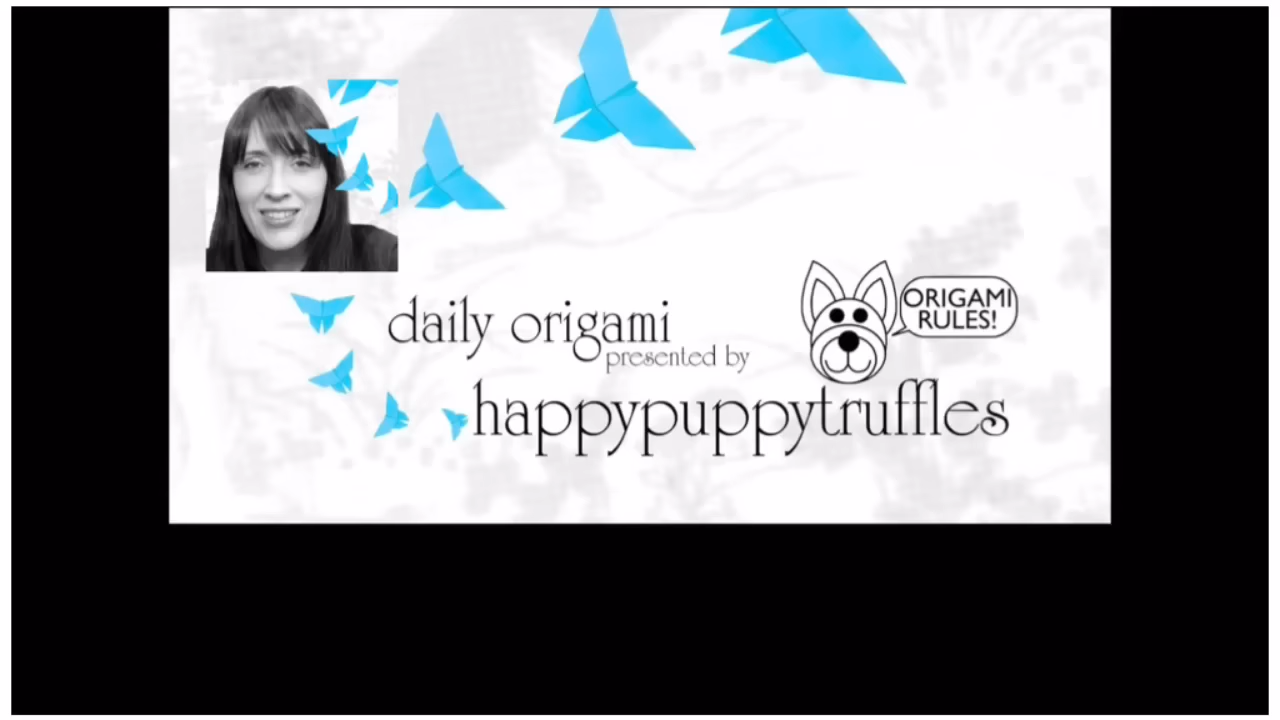 daily origami
presented by
happypuppytruffles
ORIGAMI
RULES!